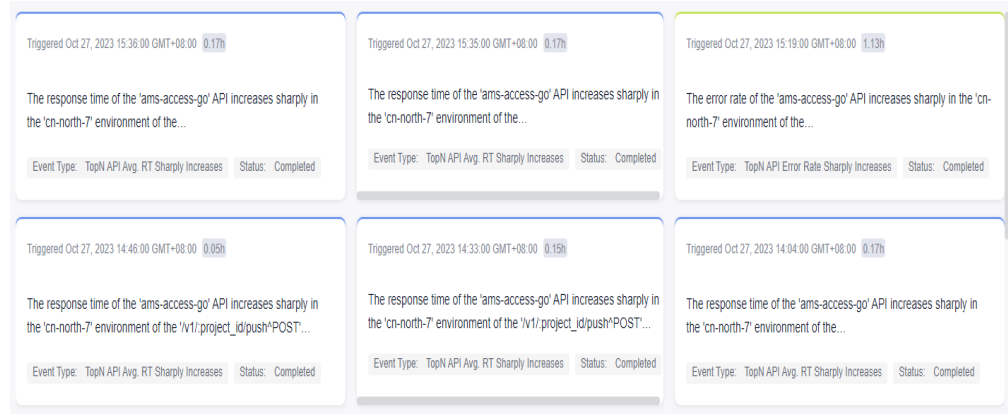 Triggered Oct 27, 2023 15:36:00 GMT+08:00 0.17h
The response time of the 'ams-access-go' API increases sharply in
the 'cn-north-7' environment of the...
Event Type: TopN API Avg. RT Sharply Increases Status: Completed
Triggered Oct 27, 2023 15:35:00 GMT+08:00 0.17h
The response time of the 'ams-access-go' API increases sharply in
the 'cn-north-7' environment of the...
Event Type: TopN API Avg. RT Sharply Increases Status: Completed
Triggered Oct 27, 2023 15:19:00 GMT+08:00 1.13h
The error rate of the 'ams-access-go' API increases sharply in the 'cn-
north-7' environment of the...
Event Type: TopN API Error Rate Sharply Increases Status: Completed
Triggered Oct 27, 2023 14:46:00 GMT+08:00 0.05h
The response time of the 'ams-access-go' API increases sharply in
the 'cn-north-7' environment of the '/v1/:project_id/push^POST'...
Event Type: TopN API Avg. RT Sharply Increases Status: Completed
Triggered Oct 27, 2023 14:33:00 GMT+08:00 0.15h
The response time of the 'ams-access-go' API increases sharply in
the 'cn-north-7' environment of the '/v1/:project_id/push^POST'...
Event Type: TopN API Avg. RT Sharply Increases Status: Completed
Triggered Oct 27, 2023 14:04:00 GMT+08:00 0.17h
The response time of the 'ams-access-go' API increases sharply in
the 'cn-north-7' environment of the...
Event Type: TopN API Avg. RT Sharply Increases Status: Completed